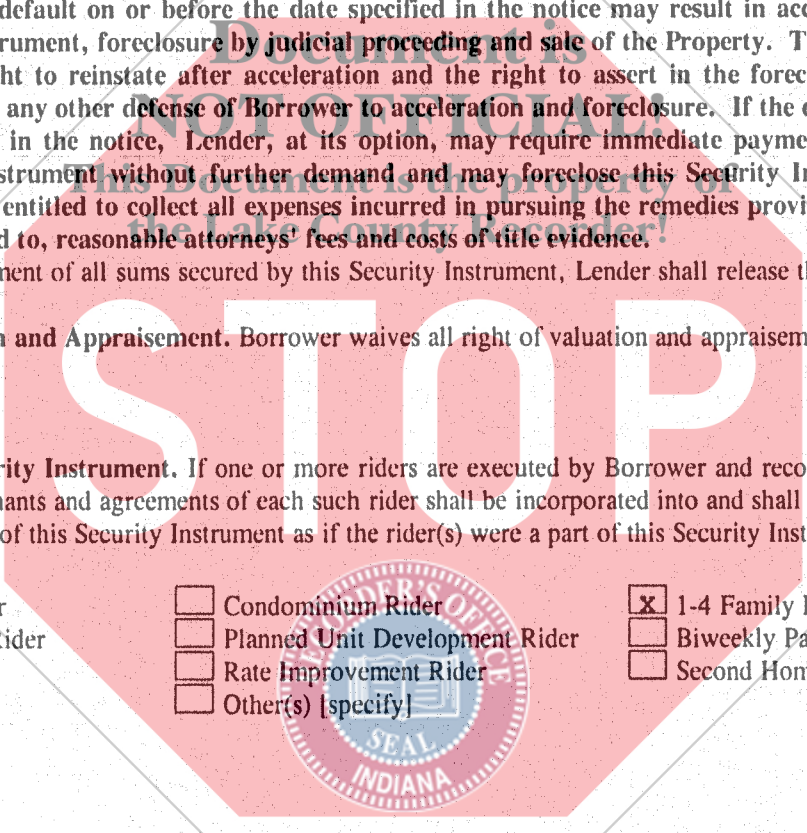 default on or before the date specified in the notice may result in acc
rument, foreclosure by judicial proceeding and sale of the Property. T
ht to reinstate after acceleration and the right to assert in the forec
any other defense of Borrower to acceleration and foreclosure. If the
in the notice, Lender, at its option, may require immediate payme
strument without further demand and may foreclose this Security In
entitled to collect all expenses incurred in pursuing the remedies provi
d to, reasonable attorneys' fees and costs of title evidence.
ment of all sums secured by this Security Instrument, Lender shall release t
and Appraisement. Borrower waives all right of valuation and appraisem
rity Instrument. If one or more riders are executed by Borrower and reco
nants and agreements of each such rider shall be incorporated into and shall
of this Security Instrument as if the rider(s) were a part of this Security Inst
r
Condominium Rider
X 1-4 Family
Rider
Planned Unit Development Rider
Biweekly Pa
Rate Improvement Rider
Second Hom
Other(s) [specify]
Document is
NOT OFFICIAL!
This Document is the property of
the Lake County Recorder!
STOP
RECORDER'S OFFICE
SEAL
INDIANA